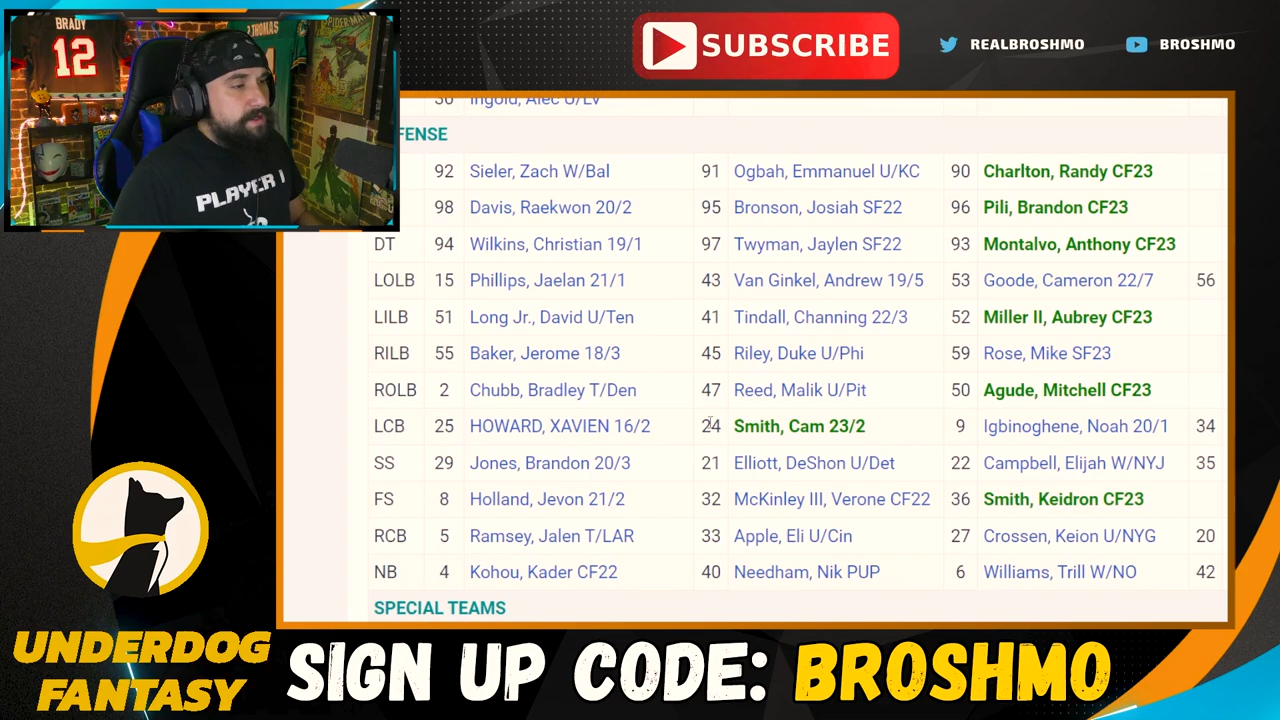 BRADY
12
THOMAS
SPIDER-MAN
PLAYER 1
SUBSCRIBE
REALBROSHMO
BROSHMO
30 Ingold, Alec U/LV
FENSE
92 Sieler, Zach W/Bal 91 Ogbah, Emmanuel U/KC 90 Charlton, Randy CF23
98 Davis, Raekwon 20/2 95 Bronson, Josiah SF22 96 Pili, Brandon CF23
DT 94 Wilkins, Christian 19/1 97 Twyman, Jaylen SF22 93 Montalvo, Anthony CF23
LOLB 15 Phillips, Jaelan 21/1 43 Van Ginkel, Andrew 19/5 53 Goode, Cameron 22/7 56
LILB 51 Long Jr., David U/Ten 41 Tindall, Channing 22/3 52 Miller II, Aubrey CF23
RILB 55 Baker, Jerome 18/3 45 Riley, Duke U/Phi 59 Rose, Mike SF23
ROLB 2 Chubb, Bradley T/Den 47 Reed, Malik U/Pit 50 Agude, Mitchell CF23
LCB 25 HOWARD, XAVIEN 16/2 24 Smith, Cam 23/2 9 Igbinoghene, Noah 20/1 34
SS 29 Jones, Brandon 20/3 21 Elliott, DeShon U/Det 22 Campbell, Elijah W/NYJ 35
FS 8 Holland, Jevon 21/2 32 McKinley III, Verone CF22 36 Smith, Keidron CF23
RCB 5 Ramsey, Jalen T/LAR 33 Apple, Eli U/Cin 27 Crossen, Keion U/NYG 20
NB 4 Kohou, Kader CF22 40 Needham, Nik PUP 6 Williams, Trill W/NO 42
SPECIAL TEAMS
UNDERDOG
FANTASY
SIGN UP CODE: BROSHMO